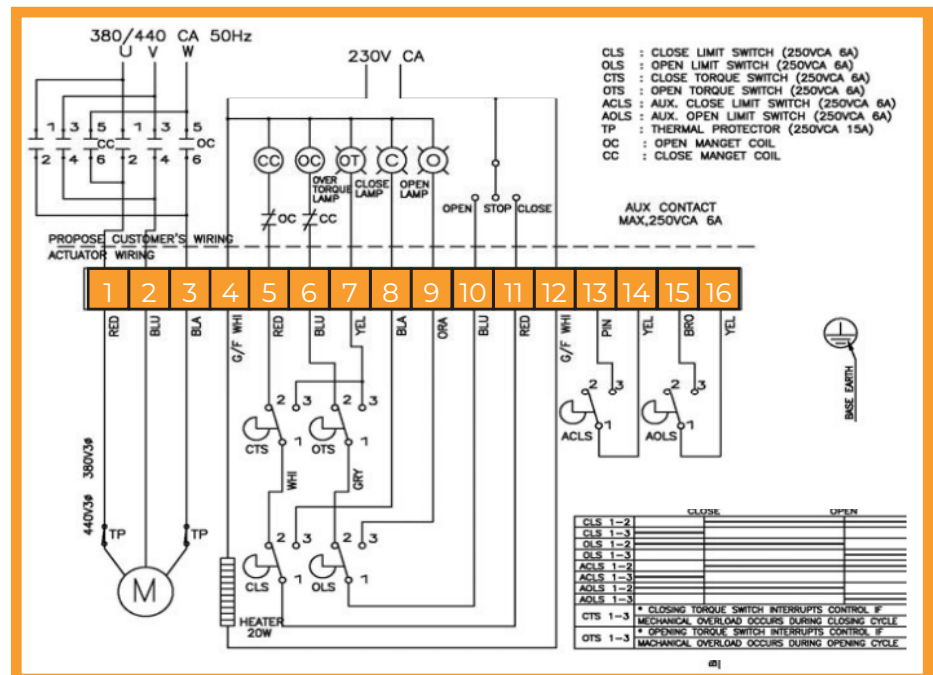 380/440 CA 50Hz
U V W
230V CA
CLS : CLOSE LIMIT SWITCH (250VCA 6A)
OLS : OPEN LIMIT SWITCH (250VCA 6A)
CTS : CLOSE TORQUE SWITCH (250VCA 6A)
OTS : OPEN TORQUE SWITCH (250VCA 6A)
ACLS : AUX. CLOSE LIMIT SWITCH (250VCA 6A)
AOLS : AUX. OPEN LIMIT SWITCH (250VCA 6A)
TP : THERMAL PROTECTOR (250VCA 15A)
OC : OPEN MANGET COIL
CC : CLOSE MANGET COIL
1 3 5 1 3 5
CC OC
2 4 6 2 4 6
CC OC OT C O
OVER TORQUE LAMP
CLOSE LAMP
OPEN LAMP
OC CC
OPEN STOP CLOSE
AUX CONTACT
MAX,250VCA 6A
PROPOSE CUSTOMER'S WIRING
ACTUATOR WIRING
1 2 3 4 5 6 7 8 9 10 11 12 13 14 15 16
RED BLU BLA G/F WHI RED BLU YEL BLA ORA BLU RED G/F WHI PIN YEL BRO YEL
2 3 2 3
1 1
CTS OTS
WHI GRY
2 3 2 3
1 1
CLS OLS
2 3 2 3
1 1
ACLS AOLS
BASE EARTH
440V3ø 380V3ø
TP TP
M
HEATER
20W
CLOSE OPEN
CLS 1-2
CLS 1-3
OLS 1-2
OLS 1-3
ACLS 1-2
ACLS 1-3
AOLS 1-2
AOLS 1-3
CTS 1-3 * CLOSING TORQUE SWITCH INTERRUPTS CONTROL IF
MECHANICAL OVERLOAD OCCURS DURING CLOSING CYCLE
OTS 1-3 * OPENING TORQUE SWITCH INTERRUPTS CONTROL IF
MACHANICAL OVERLOAD OCCURS DURING OPENING CYCLE